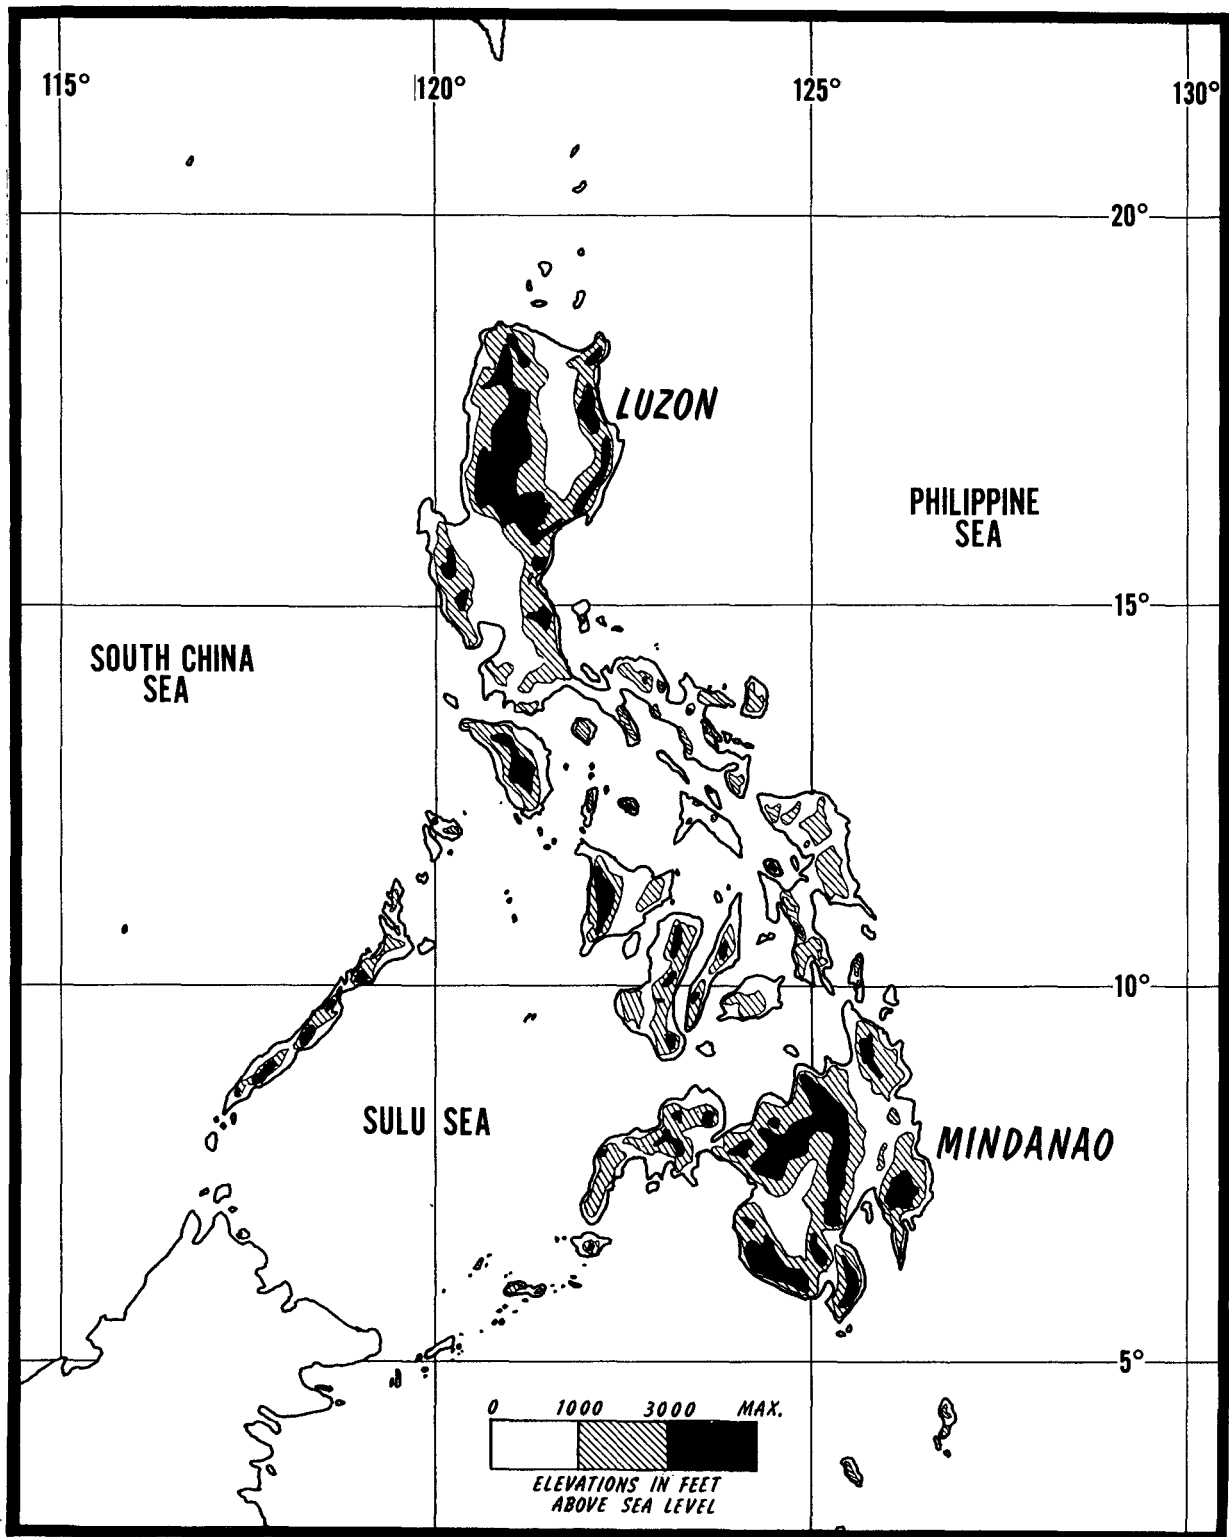 115°
120°
125°
130°
20°
LUZON
PHILIPPINE
SEA
15°
SOUTH CHINA
SEA
10°
SULU SEA
MINDANAO
5°
0 1000 3000 MAX.
ELEVATIONS IN FEET
ABOVE SEA LEVEL